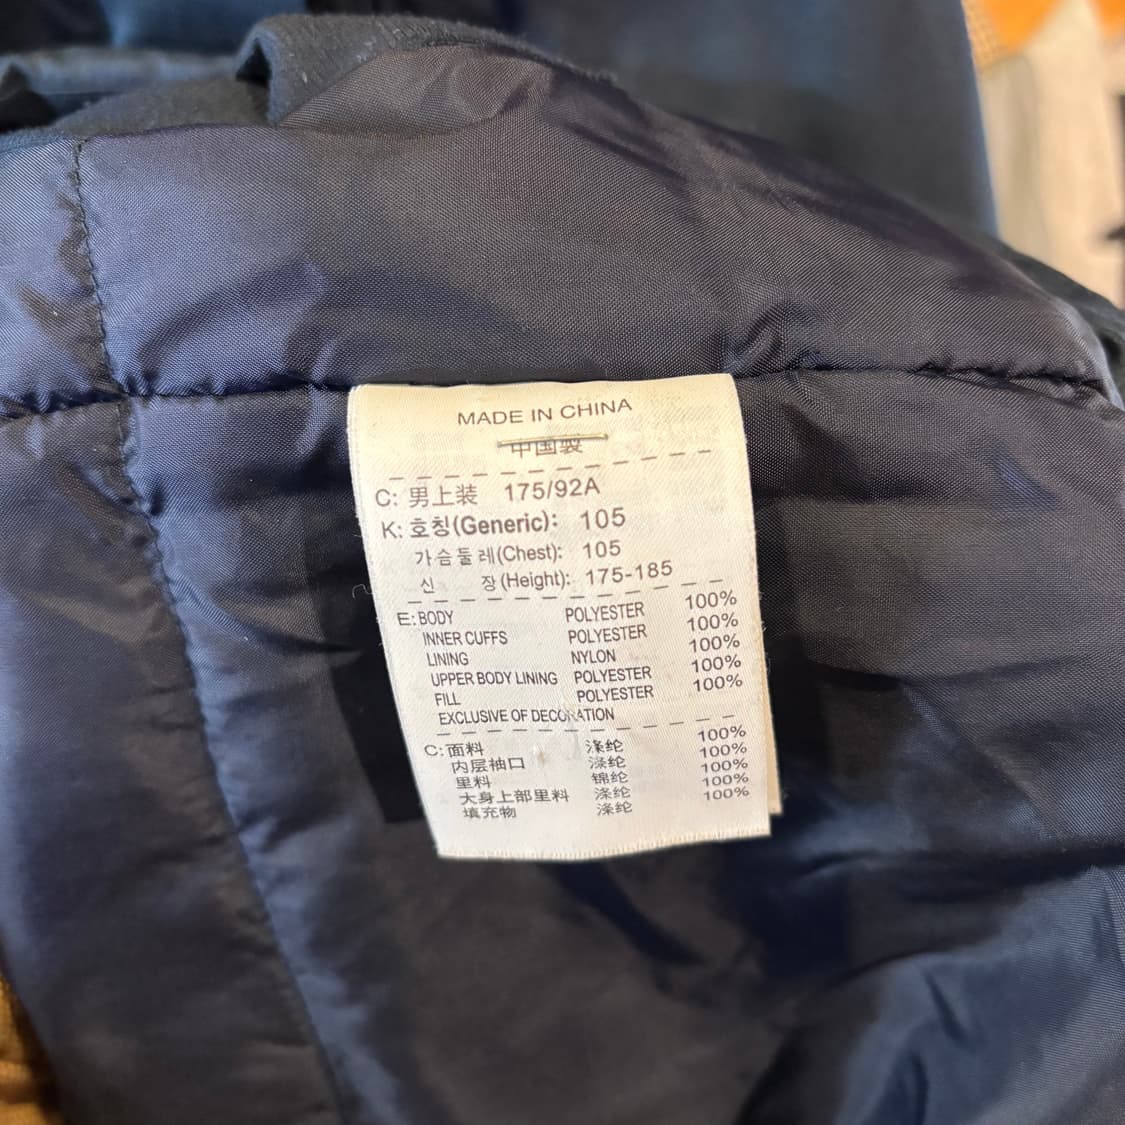 MADE IN CHINA
中国製
C: 男上装 175/92A
K: 호칭(Generic): 105
가슴둘레(Chest): 105
신 장(Height): 175-185
E: BODY POLYESTER 100%
INNER CUFFS POLYESTER 100%
LINING NYLON 100%
UPPER BODY LINING POLYESTER 100%
FILL POLYESTER 100%
EXCLUSIVE OF DECORATION
C: 面料 涤纶 100%
内层袖口 涤纶 100%
里料 锦纶 100%
大身上部里料 涤纶 100%
填充物 涤纶 100%